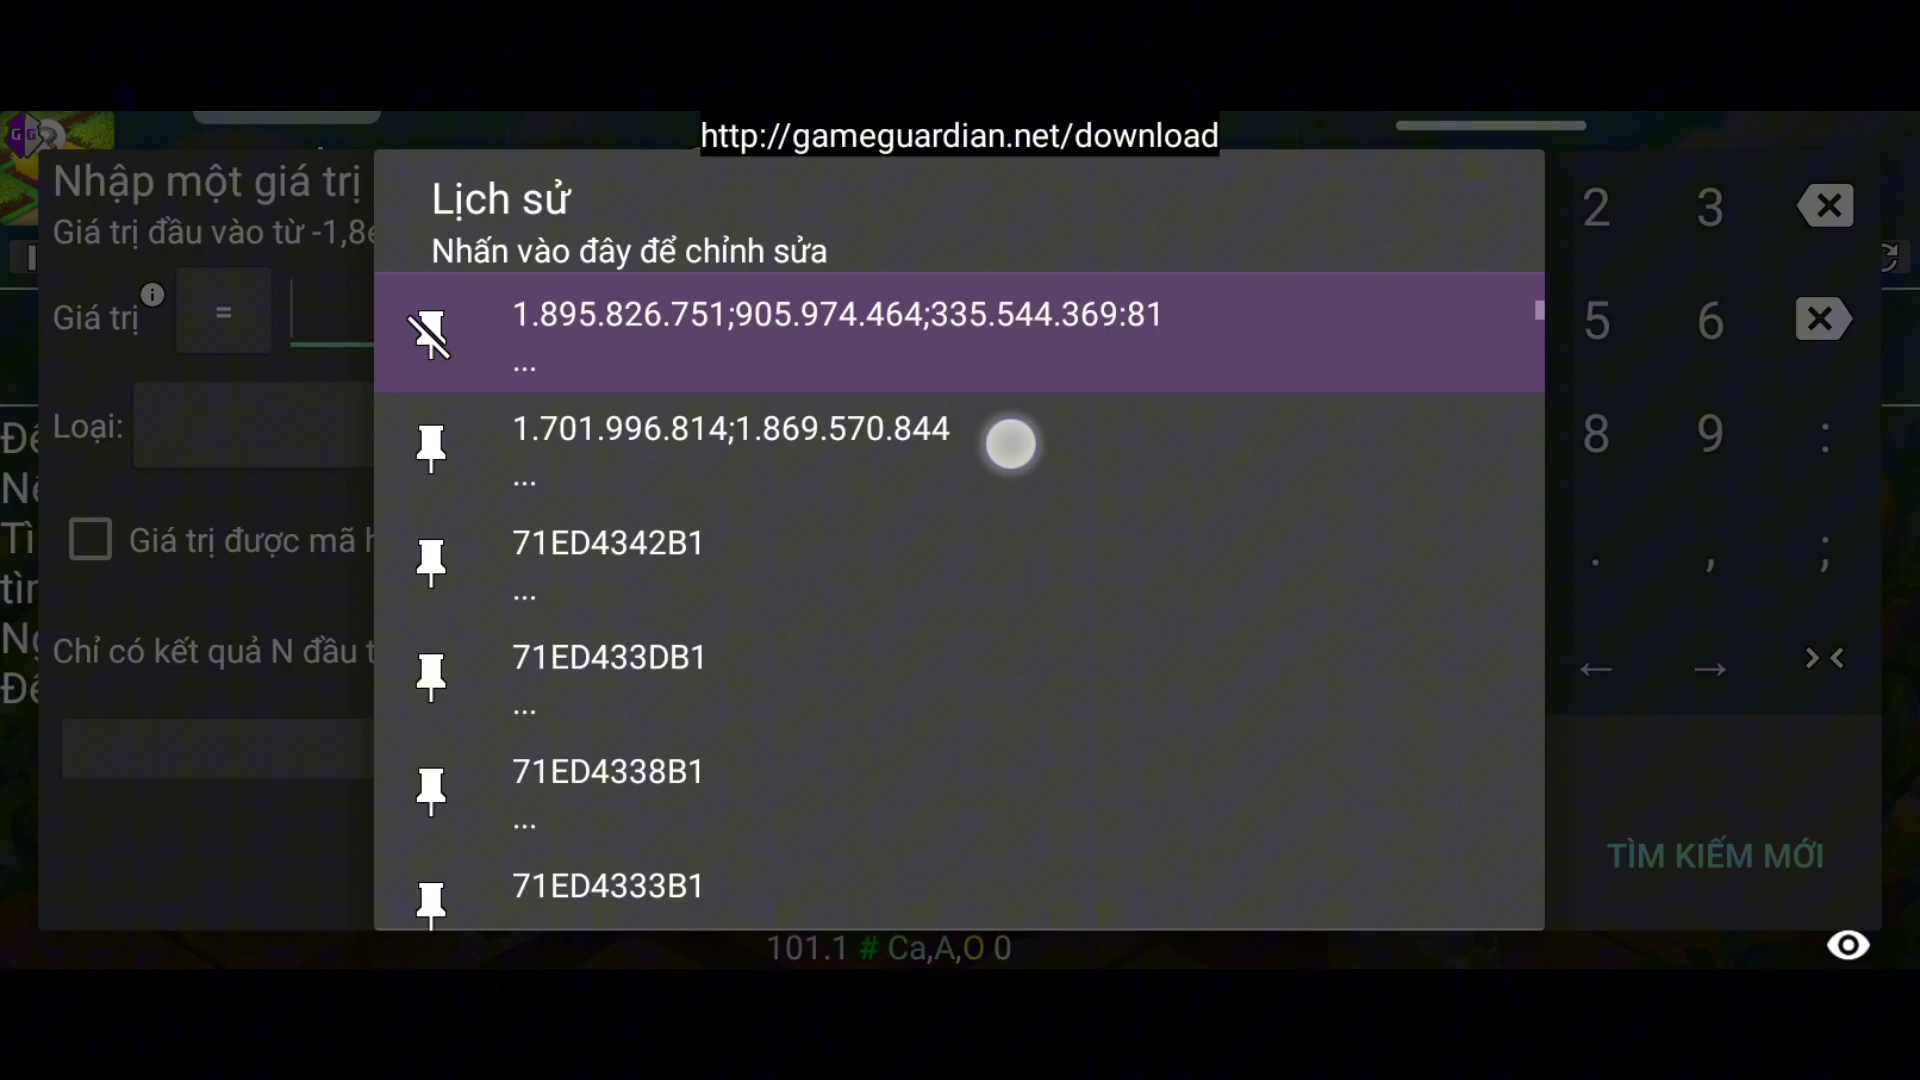 http://gameguardian.net/download
GG
Nhập một giá trị
Giá trị đầu vào từ -1,8
Giá trị
=
Loại:
Giá trị được mã
Chỉ có kết quả N đầu
Lịch sử
Nhấn vào đây để chỉnh sửa
1.895.826.751;905.974.464;335.544.369:81
...
1.701.996.814;1.869.570.844
...
71ED4342B1
...
71ED433DB1
...
71ED4338B1
...
71ED4333B1
2 3
5 6
8 9 :
. , ;
← → ><
TÌM KIẾM MỚI
101.1 # Ca,A,O 0